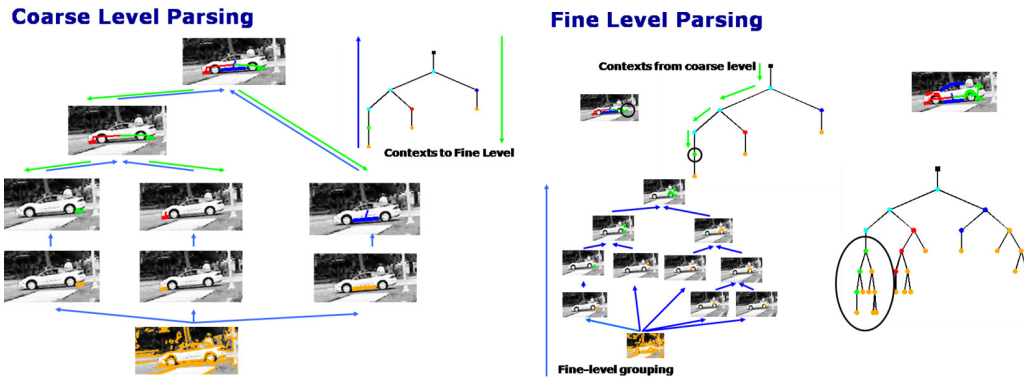 Coarse Level Parsing
Contexts to Fine Level
Fine Level Parsing
Contexts from coarse level
Fine-level grouping